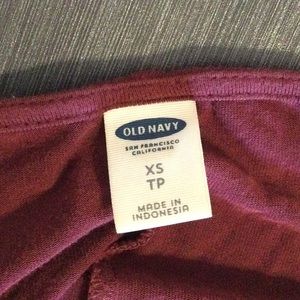 OLD NAVY
SAN FRANCISCO
CALIFORNIA
XS
TP
MADE IN
INDONESIA